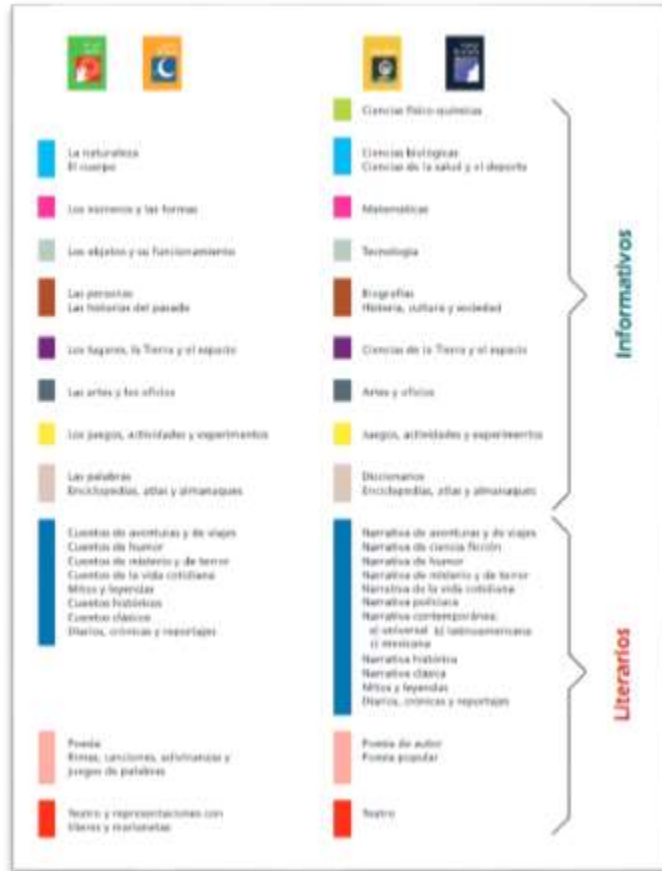 Ciencias físico-químicas
La naturaleza
El cuerpo
Ciencias biológicas
Ciencias de la salud y el deporte
Los números y las formas
Matemáticas
Los objetos y su funcionamiento
Tecnología
Las personas
Las historias del pasado
Biografías
Historia, cultura y sociedad
Los lugares, la Tierra y el espacio
Ciencias de la Tierra y el espacio
Las artes y los oficios
Artes y oficios
Los juegos, actividades y experimentos
Juegos, actividades y experimentos
Las palabras
Enciclopedias, atlas y almanaques
Diccionarios
Enciclopedias, atlas y almanaques
Informativos
Cuentos de aventuras y de viajes
Cuentos de humor
Cuentos de misterio y de terror
Cuentos de la vida cotidiana
Mitos y leyendas
Cuentos históricos
Cuentos clásicos
Diarios, crónicas y reportajes
Narrativa de aventuras y de viajes
Narrativa de ciencia ficción
Narrativa de humor
Narrativa de misterio y de terror
Narrativa de la vida cotidiana
Narrativa policiaca
Narrativa contemporánea:
a) universal b) latinoamericana
c) mexicana
Narrativa histórica
Narrativa clásica
Mitos y leyendas
Diarios, crónicas y reportajes
Poesía
Rimas, canciones, adivinanzas y
juegos de palabras
Poesía de autor
Poesía popular
Teatro y representaciones con
títeres y marionetas
Teatro
Literarios